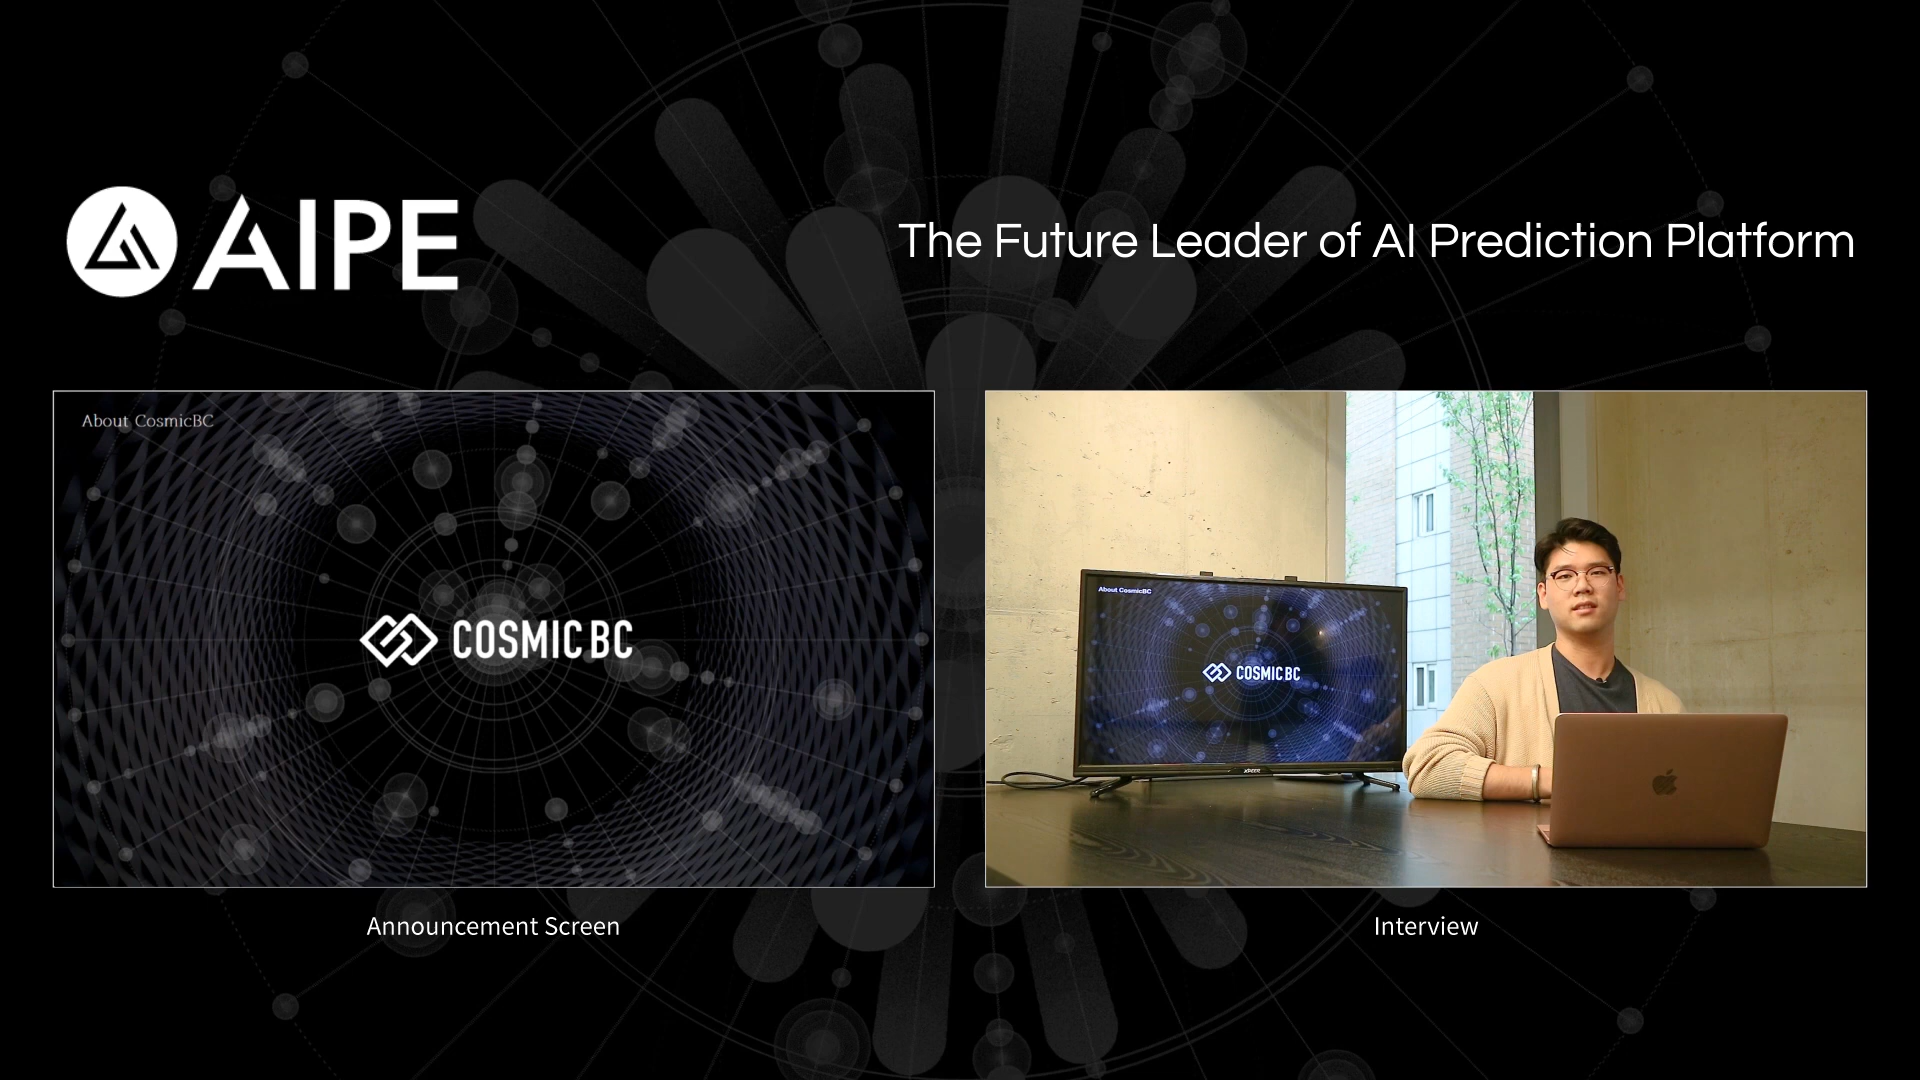 AIPE
The Future Leader of AI Prediction Platform
About CosmicBC
COSMIC BC
Announcement Screen
About CosmicBC
COSMIC BC
XPEER
Interview